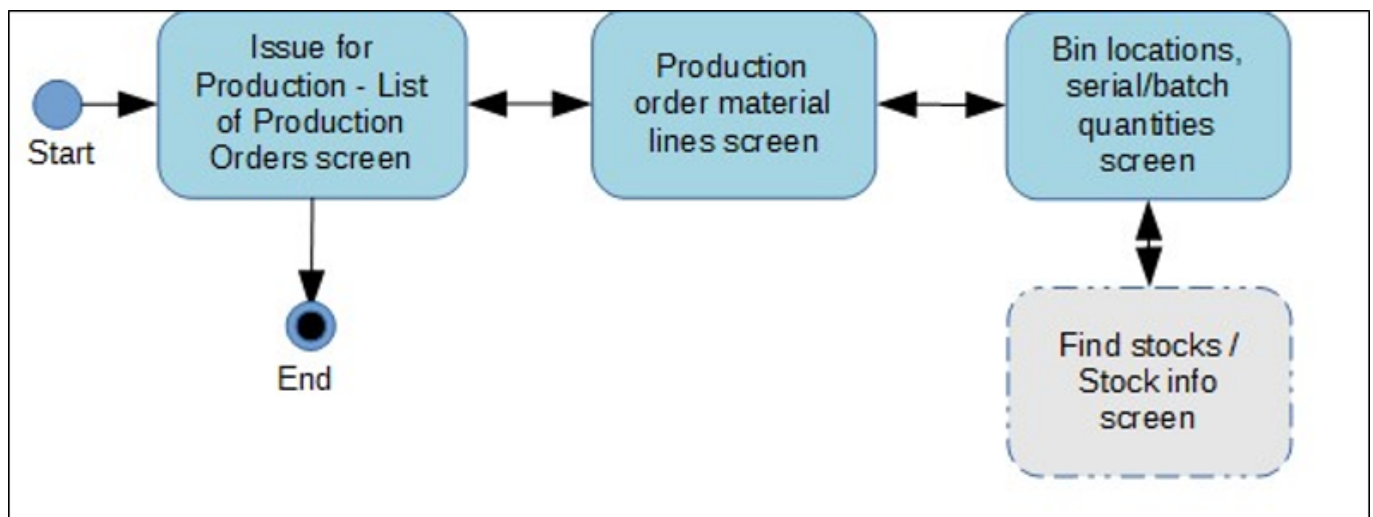 Issue for
Production - List
of Production
Orders screen
Production
order material
lines screen
Bin locations,
serial/batch
quantities
screen
Start
End
Find stocks /
Stock info
screen